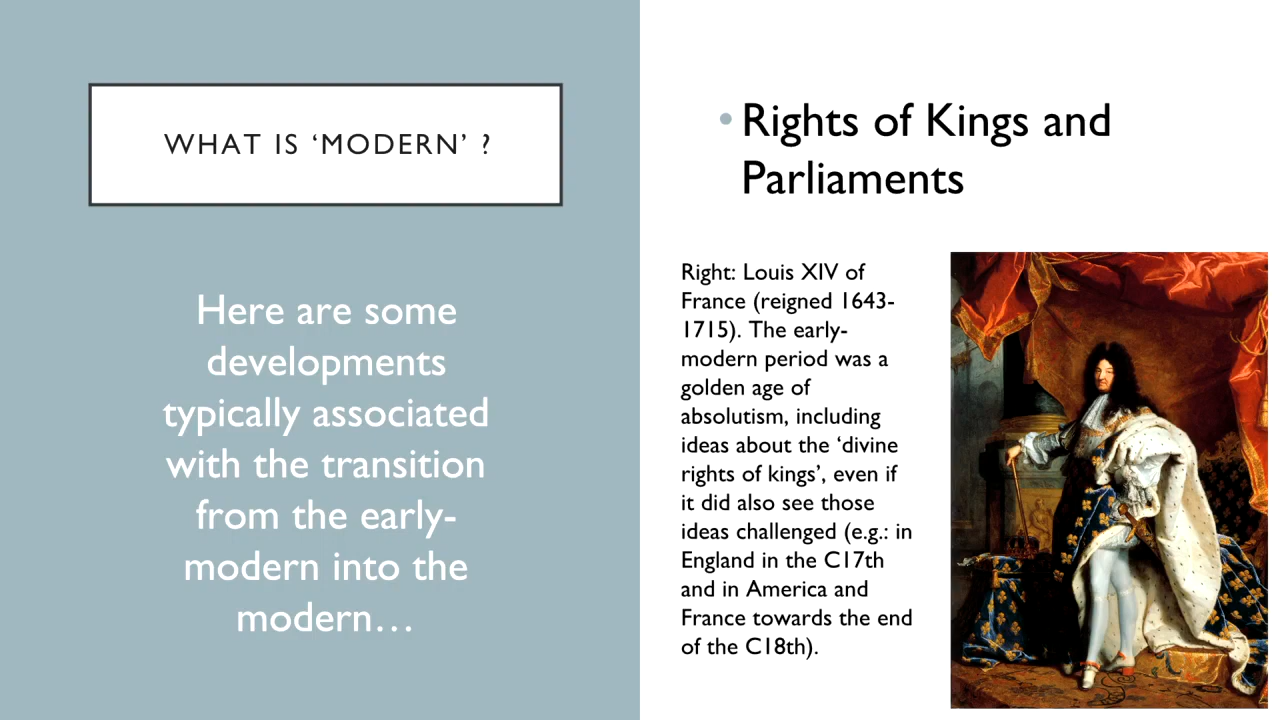 WHAT IS ‘MODERN’ ?
Here are some
developments
typically associated
with the transition
from the early-
modern into the
modern…
• Rights of Kings and
Parliaments
Right: Louis XIV of
France (reigned 1643-
1715). The early-
modern period was a
golden age of
absolutism, including
ideas about the ‘divine
rights of kings’, even if
it did also see those
ideas challenged (e.g.: in
England in the C17th
and in America and
France towards the end
of the C18th).